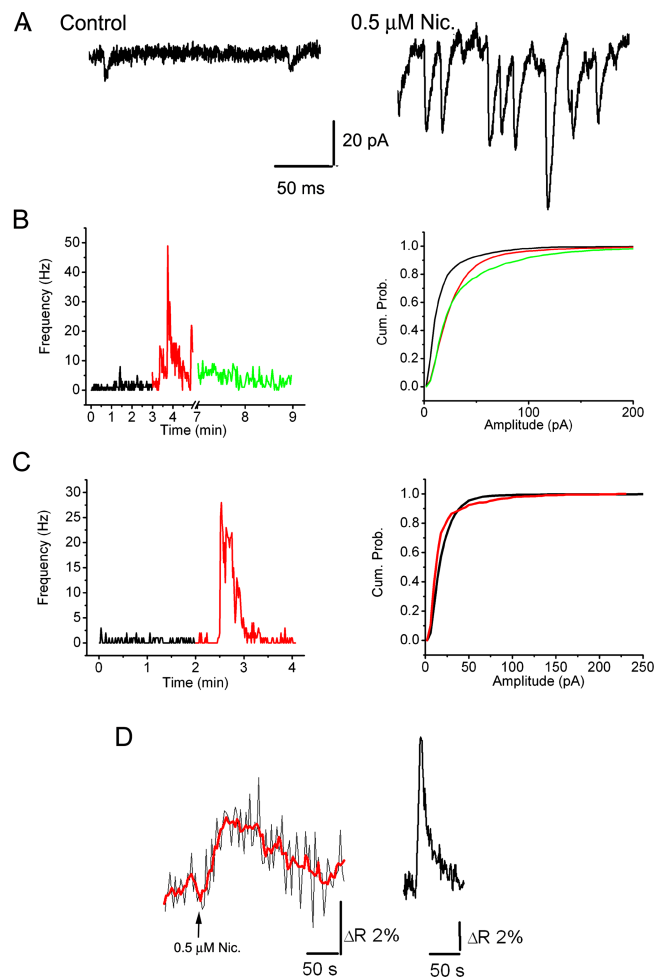 A
Control
0.5 μM Nic.
20 pA
50 ms
B
Frequency (Hz)
50
40
30
20
10
0
0 1 2 3 4 7 8 9
Time (min)
Cum. Prob.
1.0
0.8
0.6
0.4
0.2
0.0
0 100 200
Amplitude (pA)
C
Frequency (Hz)
30
25
20
15
10
5
0
0 1 2 3 4
Time (min)
Cum. Prob.
1.0
0.8
0.6
0.4
0.2
0.0
0 50 100 150 200 250
Amplitude (pA)
D
0.5 μM Nic.
ΔR 2%
50 s
ΔR 2%
50 s